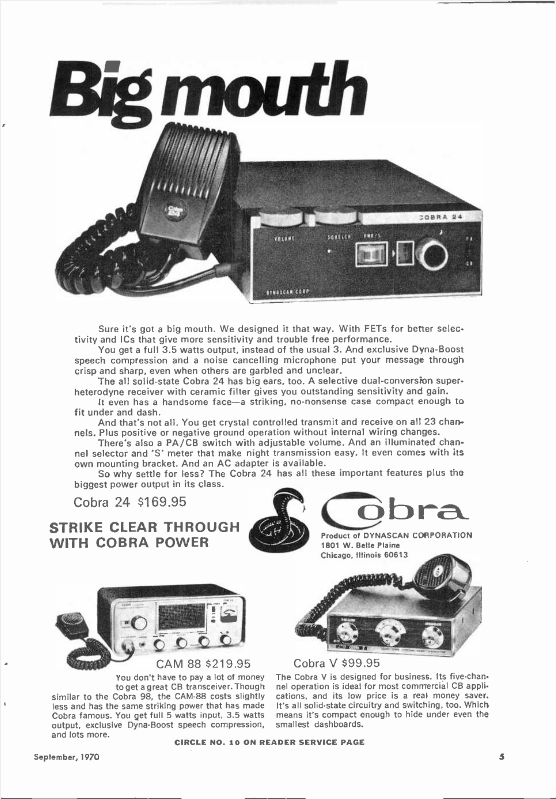 Big mouth
COBRA 24
VOLUME
SQUELCH
PWR/S
PA
CB
DYNASCAN CORP
Sure it's got a big mouth. We designed it that way. With FETs for better selec-
tivity and ICs that give more sensitivity and trouble free performance.
You get a full 3.5 watts output, instead of the usual 3. And exclusive Dyna-Boost
speech compression and a noise cancelling microphone put your message through
crisp and sharp, even when others are garbled and unclear.
The all solid-state Cobra 24 has big ears, too. A selective dual-conversion super-
heterodyne receiver with ceramic filter gives you outstanding sensitivity and gain.
It even has a handsome face—a striking, no-nonsense case compact enough to
fit under and dash.
And that's not all. You get crystal controlled transmit and receive on all 23 chan-
nels. Plus positive or negative ground operation without internal wiring changes.
There's also a PA/CB switch with adjustable volume. And an illuminated chan-
nel selector and 'S' meter that make night transmission easy. It even comes with its
own mounting bracket. And an AC adapter is available.
So why settle for less? The Cobra 24 has all these important features plus the
biggest power output in its class.
Cobra 24 $169.95
STRIKE CLEAR THROUGH
WITH COBRA POWER
Cobra
Product of DYNASCAN CORPORATION
1801 W. Belle Plaine
Chicago, Illinois 60613
CAM 88 $219.95
You don't have to pay a lot of money
to get a great CB transceiver. Though
similar to the Cobra 98, the CAM-88 costs slightly
less and has the same striking power that has made
Cobra famous. You get full 5 watts input, 3.5 watts
output, exclusive Dyna-Boost speech compression,
and lots more.
Cobra V $99.95
The Cobra V is designed for business. Its five-chan-
nel operation is ideal for most commercial CB appli-
cations, and its low price is a real money saver.
It's all solid-state circuitry and switching, too. Which
means it's compact enough to hide under even the
smallest dashboards.
CIRCLE NO. 10 ON READER SERVICE PAGE
September, 1970
5